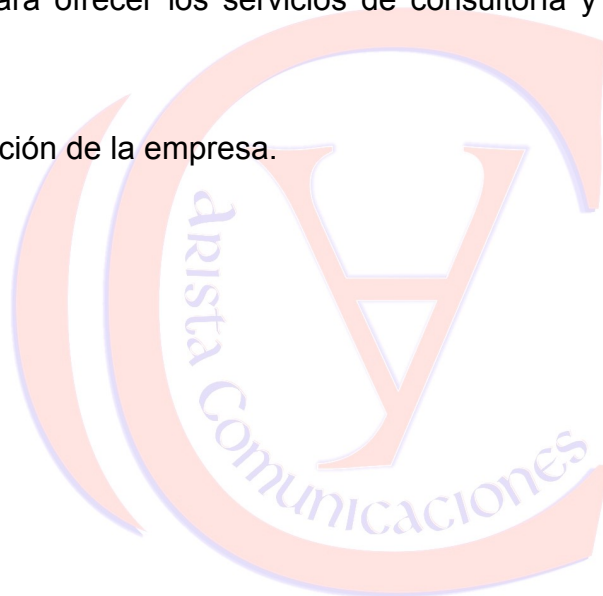 ara ofrecer los servicios de consultoría y
ción de la empresa.
Arista Comunicaciones